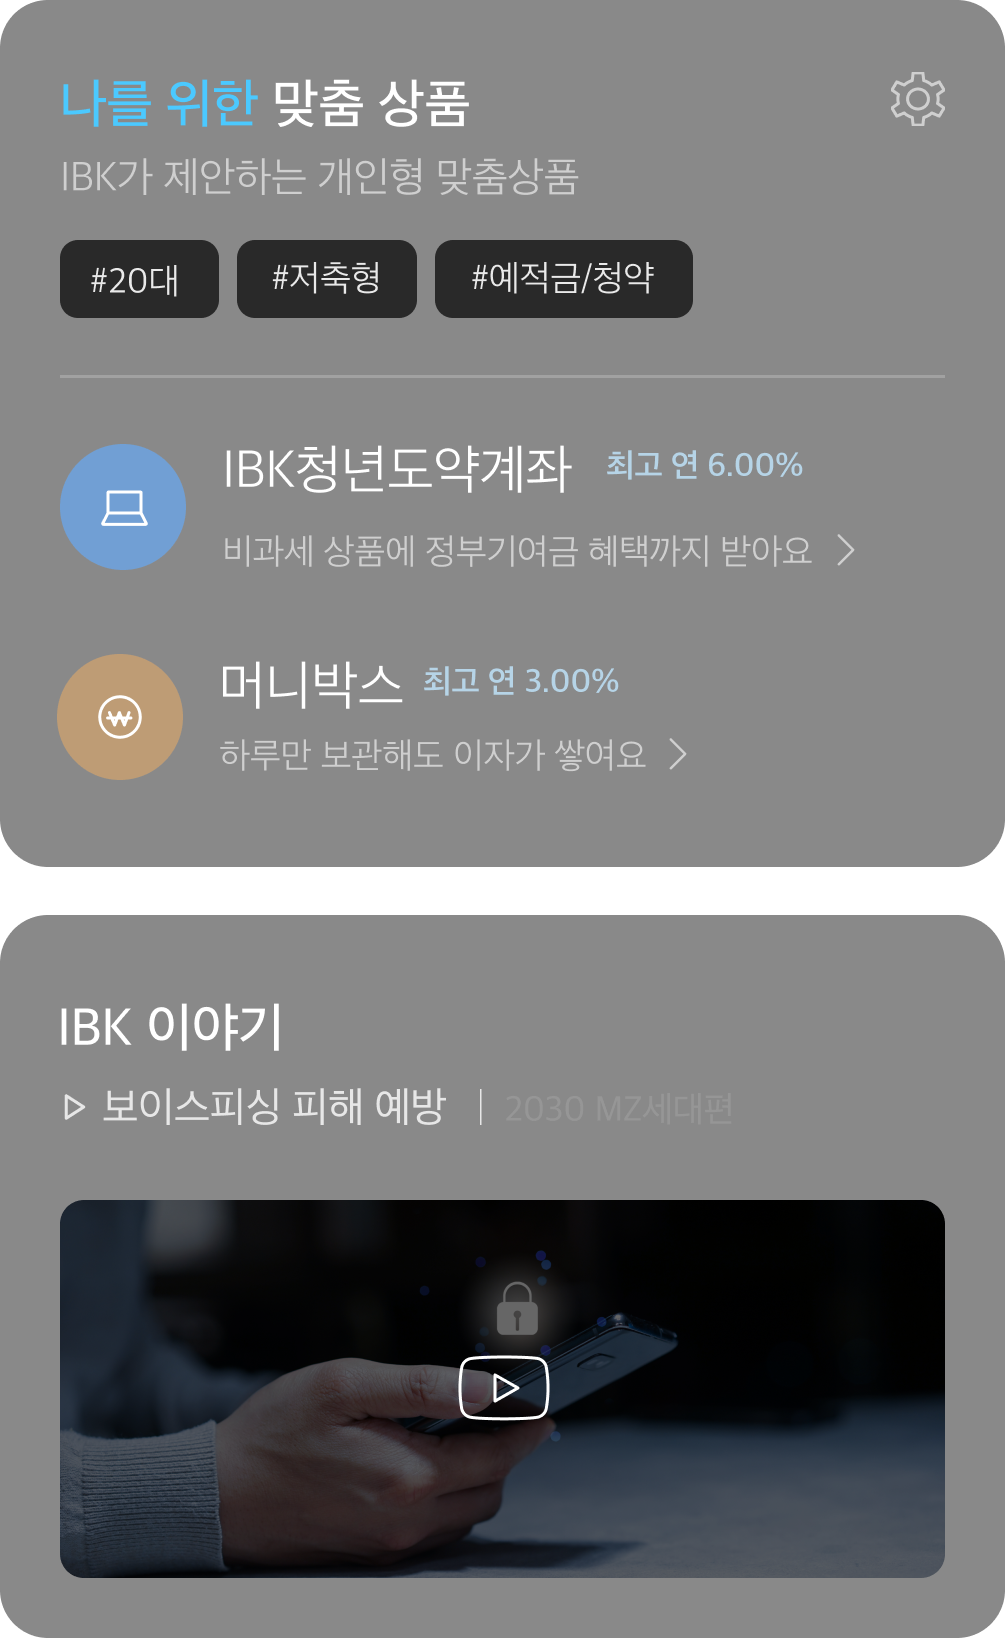 나를 위한 맞춤 상품
IBK가 제안하는 개인형 맞춤상품
#20대 #저축형 #예적금/청약
IBK청년도약계좌 최고 연 6.00%
비과세 상품에 정부기여금 혜택까지 받아요
머니박스 최고 연 3.00%
하루만 보관해도 이자가 쌓여요
IBK 이야기
보이스피싱 피해 예방 | 2030 MZ세대편